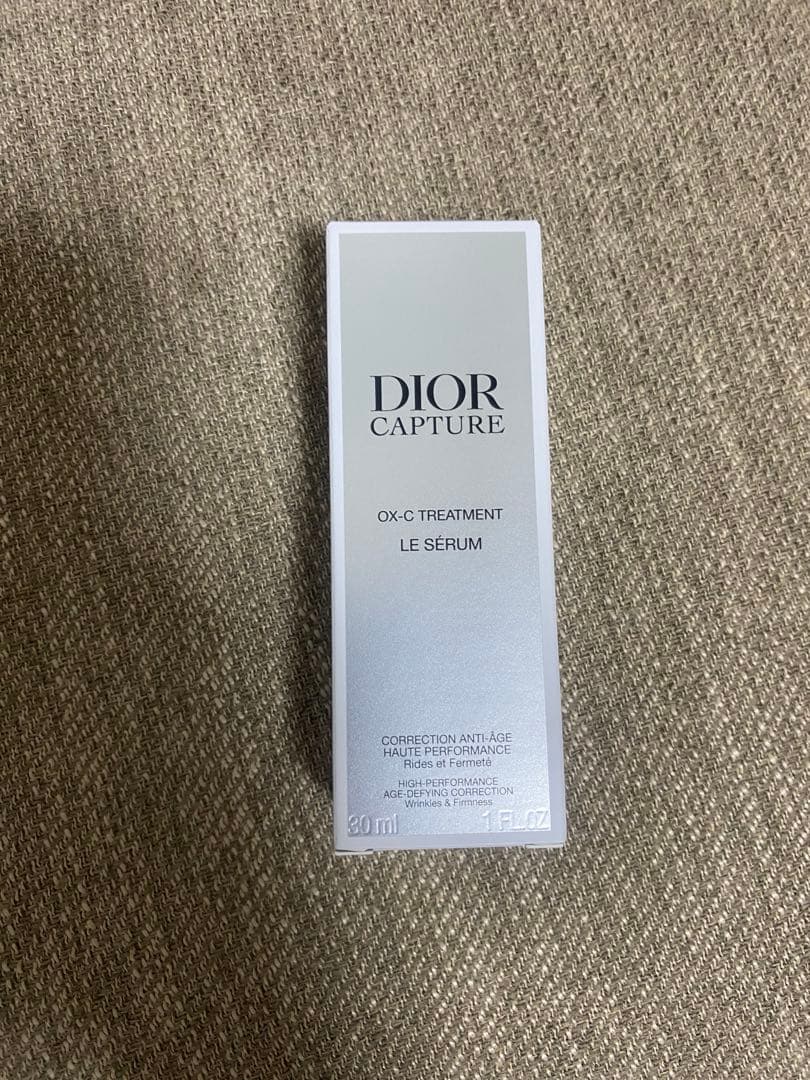 DIOR
CAPTURE
OX-C TREATMENT
LE SÉRUM
CORRECTION ANTI-ÂGE
HAUTE PERFORMANCE
Rides et Fermeté
HIGH-PERFORMANCE
AGE-DEFYING CORRECTION
Wrinkles & Firmness
30 ml 1 FL.OZ